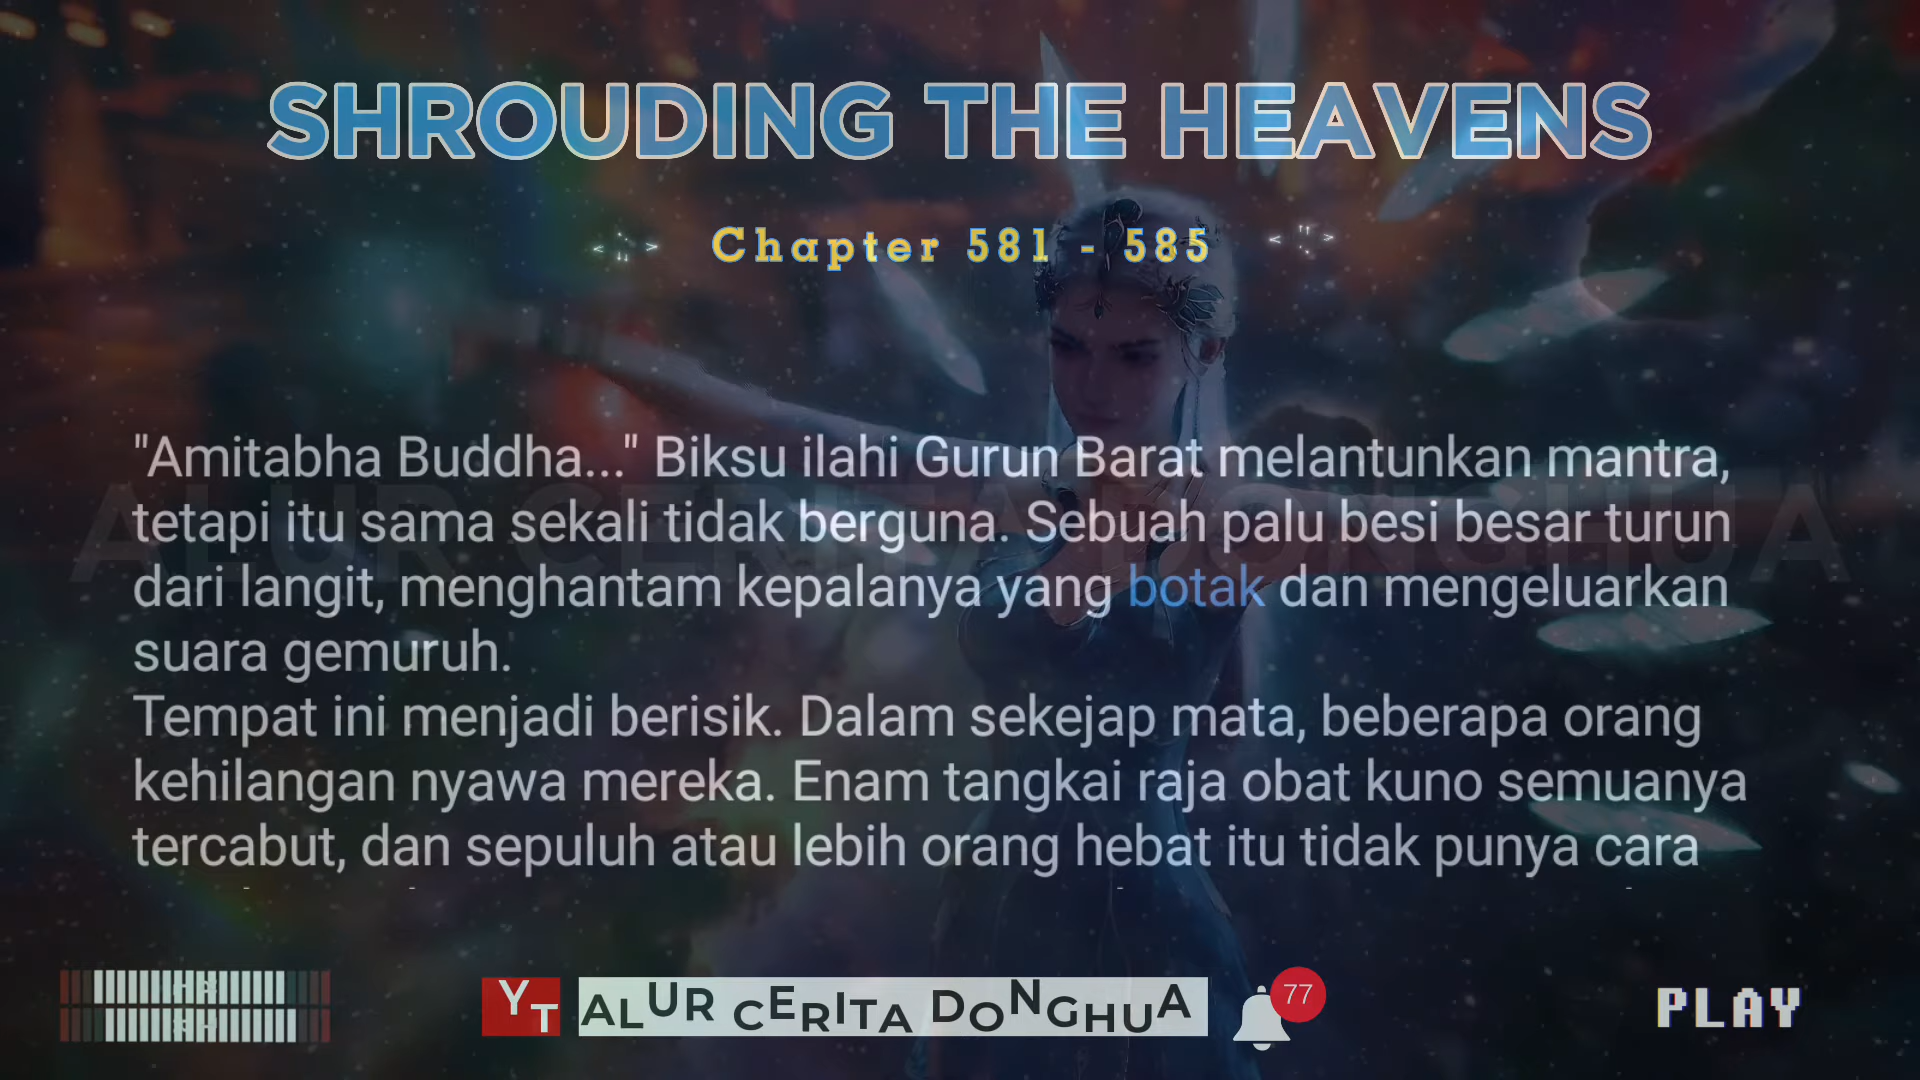 SHROUDING THE HEAVENS
Chapter 581 - 585
"Amitabha Buddha..." Biksu ilahi Gurun Barat melantunkan mantra,
tetapi itu sama sekali tidak berguna. Sebuah palu besi besar turun
dari langit, menghantam kepalanya yang botak dan mengeluarkan
suara gemuruh.
Tempat ini menjadi berisik. Dalam sekejap mata, beberapa orang
kehilangan nyawa mereka. Enam tangkai raja obat kuno semuanya
tercabut, dan sepuluh atau lebih orang hebat itu tidak punya cara
ALUR CERITA DONGHUA
YT ALUR CERITA DONGHUA
77
PLAY